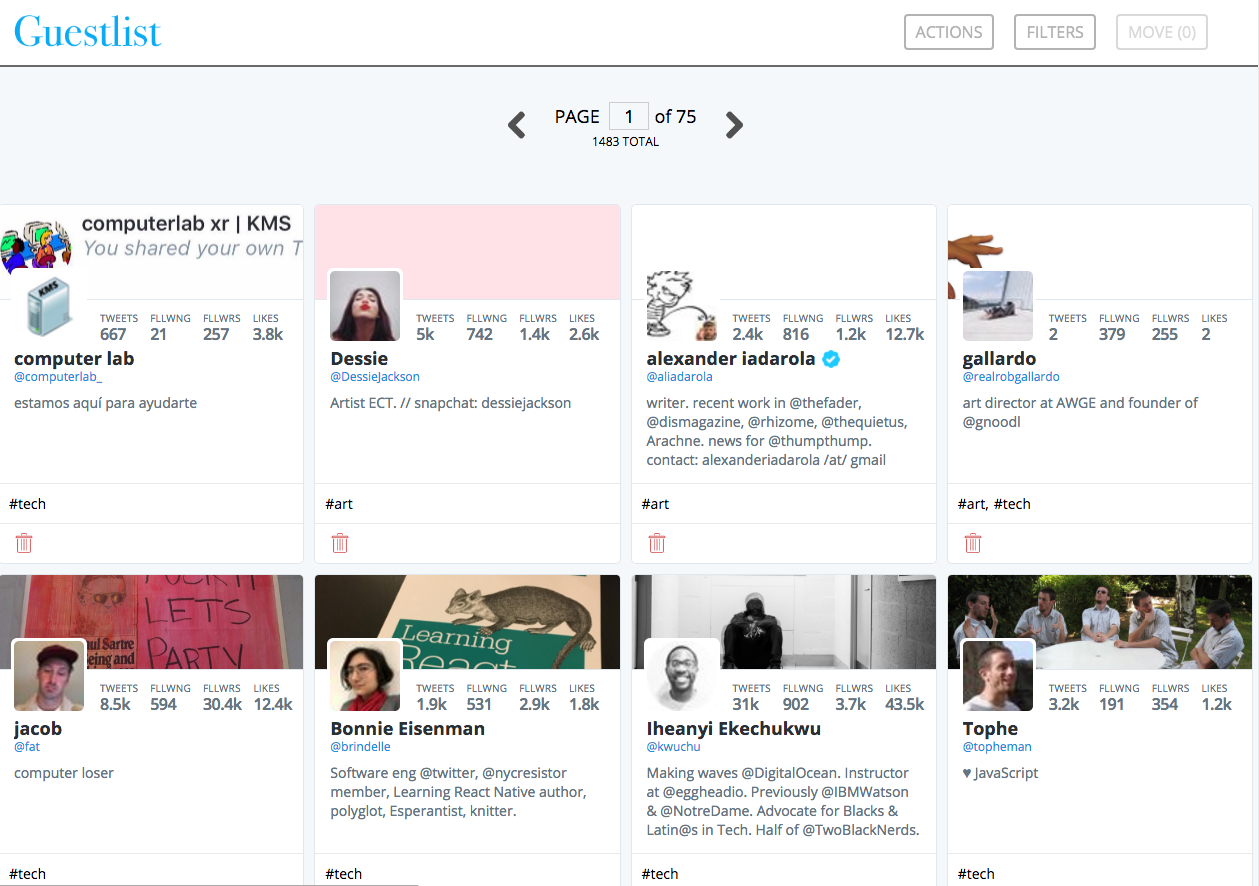 Guestlist
ACTIONS
FILTERS
MOVE (0)
PAGE 1 of 75
1483 TOTAL
computerlab xr | KMS
You shared your own T
KMS
TWEETS FLLWNG FLLWRS LIKES
667 21 257 3.8k
computer lab
@computerlab_
estamos aquí para ayudarte
#tech
TWEETS FLLWNG FLLWRS LIKES
5k 742 1.4k 2.6k
Dessie
@DessieJackson
Artist ECT. // snapchat: dessiejackson
#art
TWEETS FLLWNG FLLWRS LIKES
2.4k 816 1.2k 12.7k
alexander iadarola
@aliadarola
writer. recent work in @thefader,
@dismagazine, @rhizome, @thequietus,
Arachne. news for @thumpthump.
contact: alexanderiadarola /at/ gmail
#art
TWEETS FLLWNG FLLWRS LIKES
2 379 255 2
gallardo
@realrobgallardo
art director at AWGE and founder of
@gnoodl
#art, #tech
LETS
PARTY
ul Sartre
eing and
TWEETS FLLWNG FLLWRS LIKES
8.5k 594 30.4k 12.4k
jacob
@fat
computer loser
#tech
Learning
React
TWEETS FLLWNG FLLWRS LIKES
1.9k 531 2.9k 1.8k
Bonnie Eisenman
@brindelle
Software eng @twitter, @nycresistor
member, Learning React Native author,
polyglot, Esperantist, knitter.
#tech
TWEETS FLLWNG FLLWRS LIKES
31k 902 3.7k 43.5k
Iheanyi Ekechukwu
@kwuchu
Making waves @DigitalOcean. Instructor
at @eggheadio. Previously @IBMWatson
& @NotreDame. Advocate for Blacks &
Latin@s in Tech. Half of @TwoBlackNerds.
#tech
TWEETS FLLWNG FLLWRS LIKES
3.2k 191 354 1.2k
Tophe
@topheman
♥ JavaScript
#tech